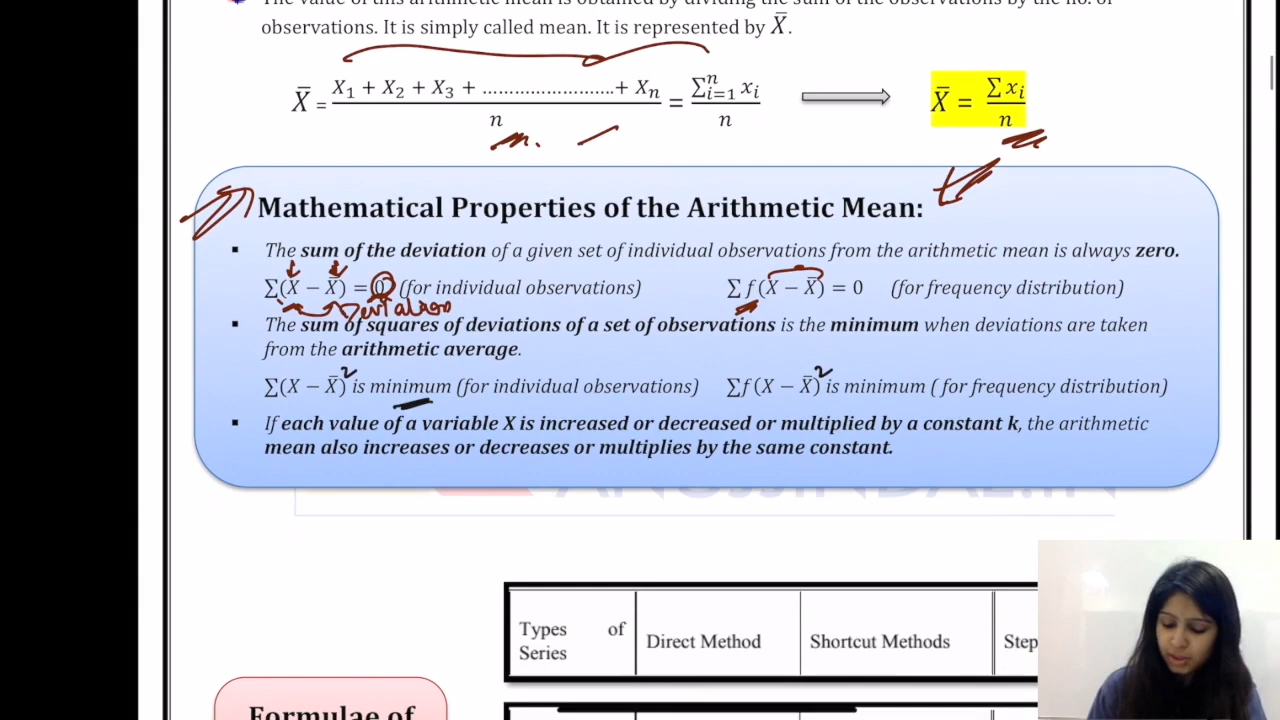 The value of this arithmetic mean is obtained by dividing the sum of the observations by the no. of
observations. It is simply called mean. It is represented by X̄.
X̄ = (X₁ + X₂ + X₃ + ........................... + Xₙ)/n = (∑ⁿᵢ₌₁ xᵢ)/n ⟹ X̄ = (∑ xᵢ)/n
n.
Mathematical Properties of the Arithmetic Mean:
▪ The sum of the deviation of a given set of individual observations from the arithmetic mean is always zero.
∑(X − X̄) = 0 (for individual observations) ∑ f(X − X̄) = 0 (for frequency distribution)
Deviation
▪ The sum of squares of deviations of a set of observations is the minimum when deviations are taken
from the arithmetic average.
∑(X − X̄)² is minimum (for individual observations) ∑f(X − X̄)² is minimum ( for frequency distribution)
▪ If each value of a variable X is increased or decreased or multiplied by a constant k, the arithmetic
mean also increases or decreases or multiplies by the same constant.
Types of
Series
Direct Method
Shortcut Methods
Step
Formulae of